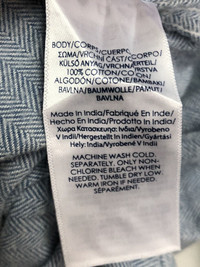 BODY/CORPS/CUERPO
ΣΩΜΑ/VRCHNÍ ČÁST/CORPO/
KÜLSŐ ANYAG/VRCHNÁ
100% COTTON/COTON/
ALGODÓN/COTONE/ΒΑΜΒΑΚΙ/
BAVLNA/BAUMWOLLE/PAMUT/
BAVLNA
Made In India/Fabriqué En Inde/
Hecho En India/Prodotto In India/
Χώρα Κατασκευής: Ινδία/Vyrobeno
V Indii/Hergestellt In Indien/Gyártási
Hely: India/Vyrobené V Indii
MACHINE WASH COLD.
SEPARATELY. ONLY NON-
CHLORINE BLEACH WHEN
NEEDED. TUMBLE DRY LOW.
WARM IRON IF NEEDED.
SÉPARÉMENT.